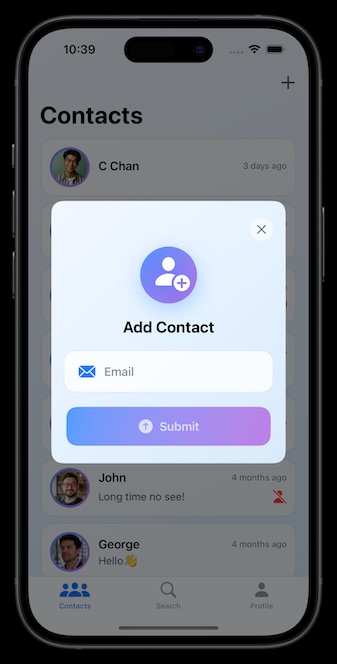 10:39
Contacts
C Chan
3 days ago
Add Contact
Email
Submit
John
4 months ago
Long time no see!
George
4 months ago
Hello👋
Contacts
Search
Profile